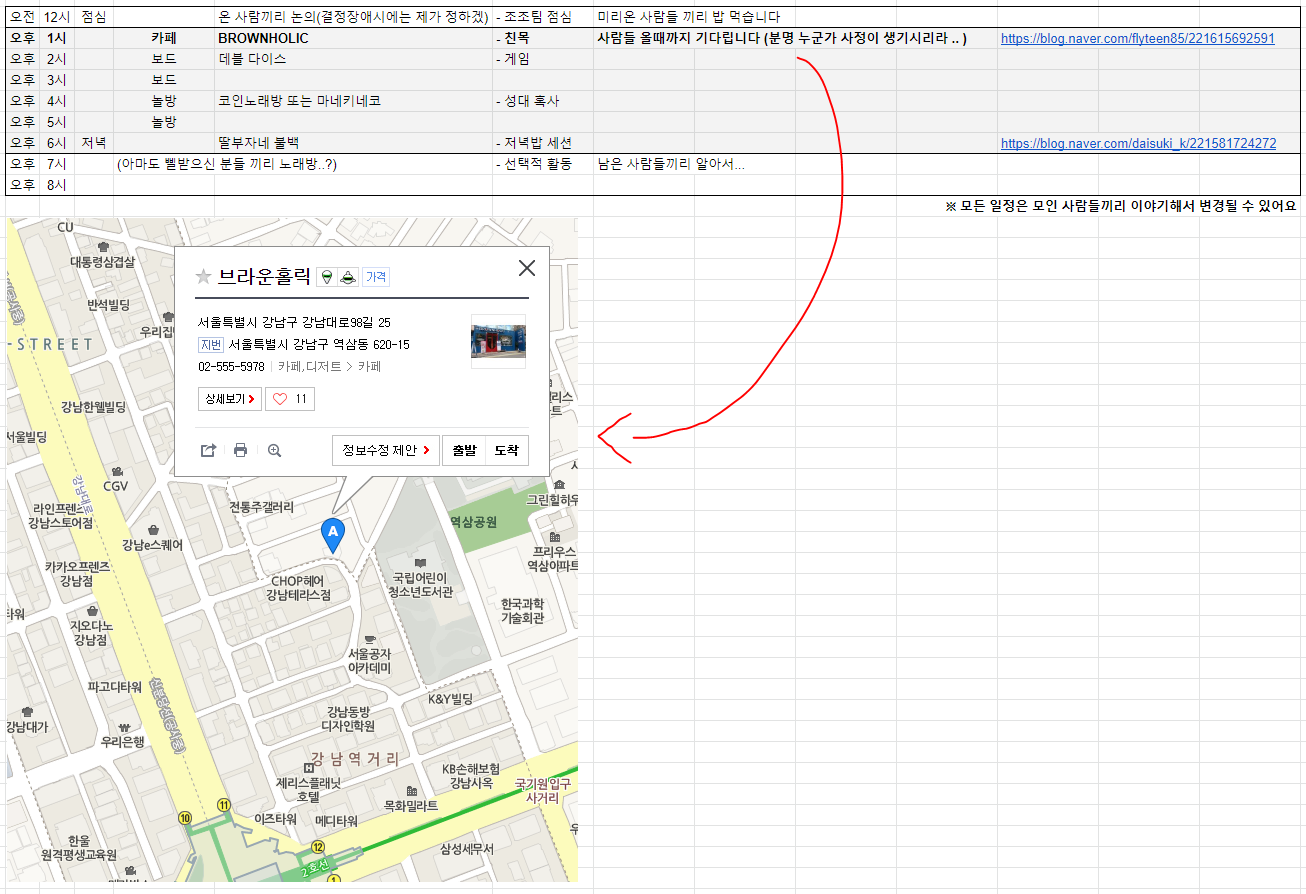 오전 12시 점심 온 사람끼리 논의(결정장애시에는 제가 정하겠) - 조조팀 점심 미리온 사람들 끼리 밥 먹습니다
오후 1시 카페 BROWNHOLIC - 친목 사람들 올때까지 기다립니다 (분명 누군가 사정이 생기시리라 .. ) https://blog.naver.com/flyteen85/221615692591
오후 2시 보드 데블 다이스 - 게임
오후 3시 보드
오후 4시 놀방 코인노래방 또는 마네키네코 - 성대 혹사
오후 5시 놀방
오후 6시 저녁 딸부자네 불백 - 저녁밥 세션 https://blog.naver.com/daisuki_k/221581724272
오후 7시 (아마도 삘받으신 분들 끼리 노래방..?) - 선택적 활동 남은 사람들끼리 알아서...
오후 8시
※ 모든 일정은 모인 사람들끼리 이야기해서 변경될 수 있어요
CU
대통령삼겹살
반석빌딩
우리집
-STREET
강남한웰빌딩
서울빌딩
브라운홀릭 가격
서울특별시 강남구 강남대로98길 25
지번 서울특별시 강남구 역삼동 620-15
02-555-5978 카페,디저트 > 카페
상세보기 > 11
정보수정 제안 > 출발 도착
CGV
강남대로
라인프렌즈
강남스토어점
강남e스퀘어
카카오프렌즈
강남점
타워
지오다노
강남점
파고다타워
강남대가
우리은행
신분당선(공사중)
전통주갤러리
A
역삼공원
그린힐하우
프리우스
역삼아파트
CHOP헤어
강남테리스점
국립어린이
청소년도서관
한국과학
기술회관
서울공자
아카데미
K&Y빌딩
강남동방
디자인학원
강남역거리
제리스플래닛
호텔
KB손해보험
강남사옥
국기원입구
사거리
목화밀라트
10
11
이즈타워
메디타워
12
2호선
1
삼성세무서
한울
원격평생교육원